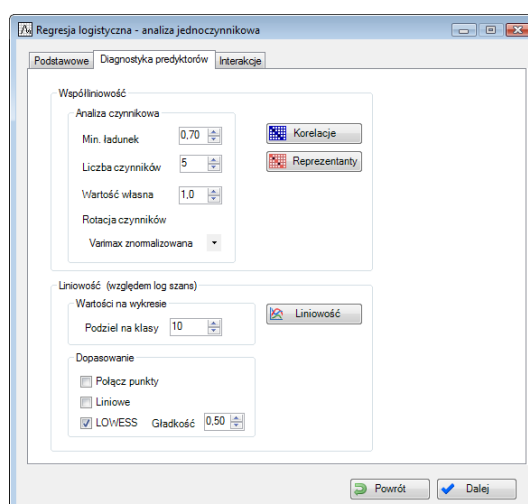 Regresja logistyczna - analiza jednoczynnikowa
Podstawowe Diagnostyka predyktorów Interakcje
Współliniowość
Analiza czynnikowa
Min. ładunek 0,70
Korelacje
Liczba czynników 5
Reprezentanty
Wartość własna 1,0
Rotacja czynników
Varimax znormalizowana
Liniowość (względem log szans)
Wartości na wykresie
Podziel na klasy 10
Liniowość
Dopasowanie
Połącz punkty
Liniowe
LOWESS Gładkość 0,50
Powrót Dalej